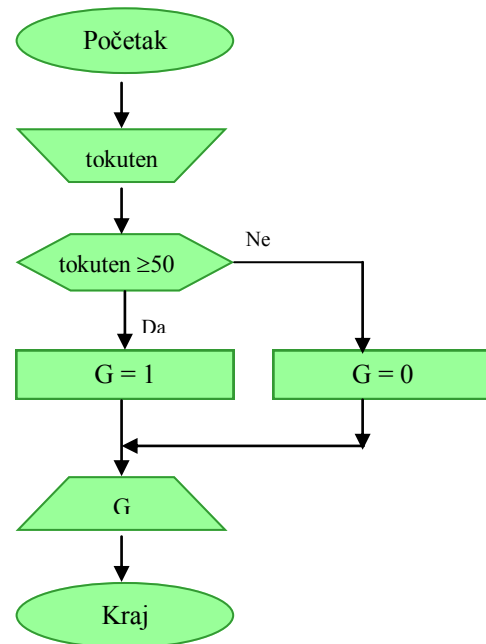 Početak
tokuten
tokuten ≥50
Ne
Da
G = 1
G = 0
G
Kraj